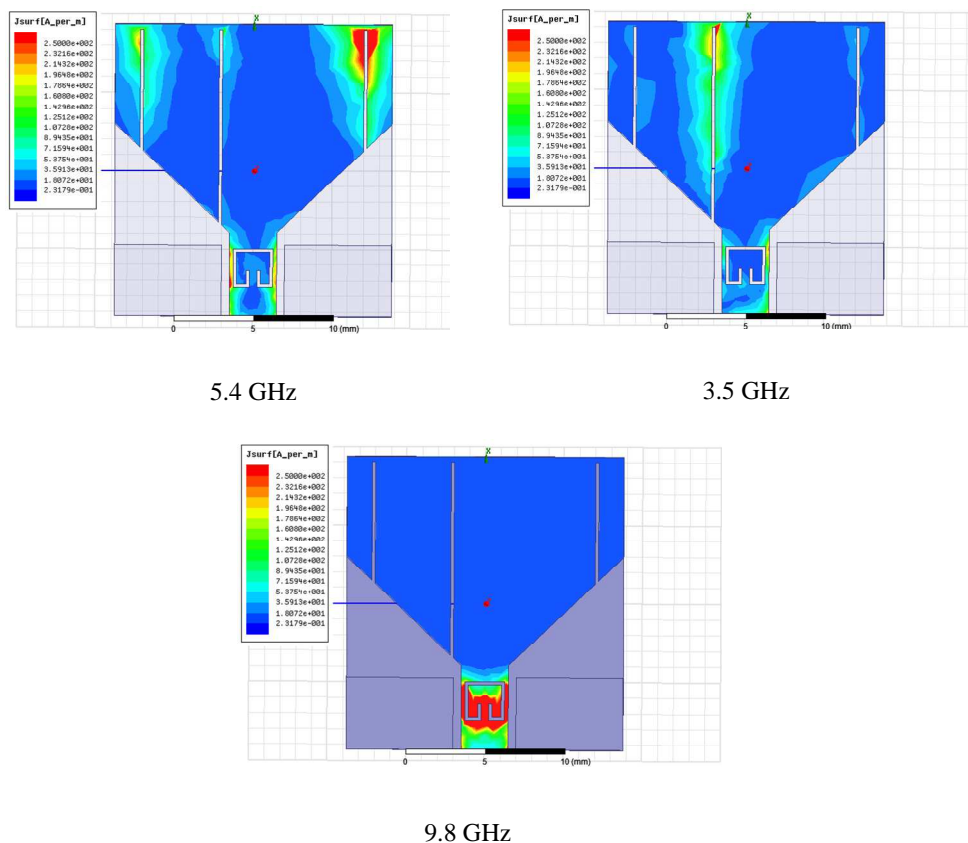 Jsurf[A_per_m]
2.5000e+002
2.3216e+002
2.1432e+002
1.9648e+002
1.7864e+002
1.6080e+002
1.4296e+002
1.2512e+002
1.0728e+002
8.9435e+001
7.1594e+001
5.3754e+001
3.5913e+001
1.8072e+001
2.3179e-001
X
0
5
10 (mm)
5.4 GHz
Jsurf[A_per_m]
2.5000e+002
2.3216e+002
2.1432e+002
1.9648e+002
1.7864e+002
1.6080e+002
1.4296e+002
1.2512e+002
1.0728e+002
8.9435e+001
7.1594e+001
5.3754e+001
3.5913e+001
1.8072e+001
2.3179e-001
X
0
5
10 (mm)
3.5 GHz
Jsurf[A_per_m]
2.5000e+002
2.3216e+002
2.1432e+002
1.9648e+002
1.7864e+002
1.6080e+002
1.4296e+002
1.2512e+002
1.0728e+002
8.9435e+001
7.1594e+001
5.3754e+001
3.5913e+001
1.8072e+001
2.3179e-001
X
0
5
10 (mm)
9.8 GHz